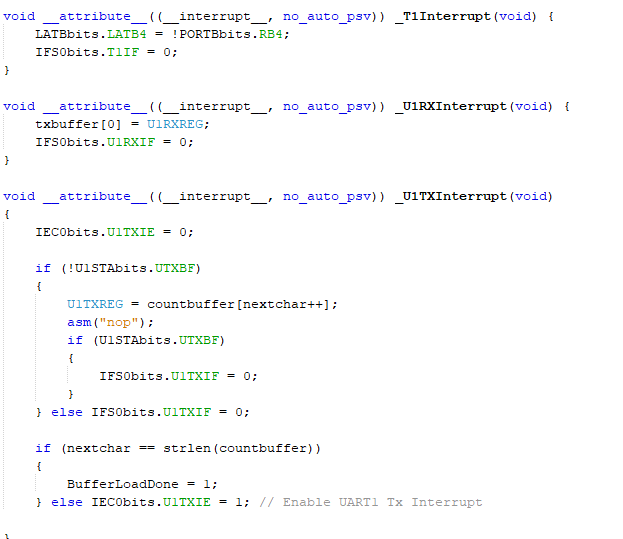 void __attribute__((__interrupt__, no_auto_psv)) _T1Interrupt(void) {
    LATBbits.LATB4 = !PORTBbits.RB4;
    IFS0bits.T1IF = 0;
}

void __attribute__((__interrupt__, no_auto_psv)) _U1RXInterrupt(void) {
    txbuffer[0] = U1RXREG;
    IFS0bits.U1RXIF = 0;
}

void __attribute__((__interrupt__, no_auto_psv)) _U1TXInterrupt(void)
{
    IEC0bits.U1TXIE = 0;

    if (!U1STAbits.UTXBF)
    {
        U1TXREG = countbuffer[nextchar++];
        asm("nop");
        if (U1STAbits.UTXBF)
        {
            IFS0bits.U1TXIF = 0;
        }
    } else IFS0bits.U1TXIF = 0;

    if (nextchar == strlen(countbuffer))
    {
        BufferLoadDone = 1;
    } else IEC0bits.U1TXIE = 1; // Enable UART1 Tx Interrupt

}